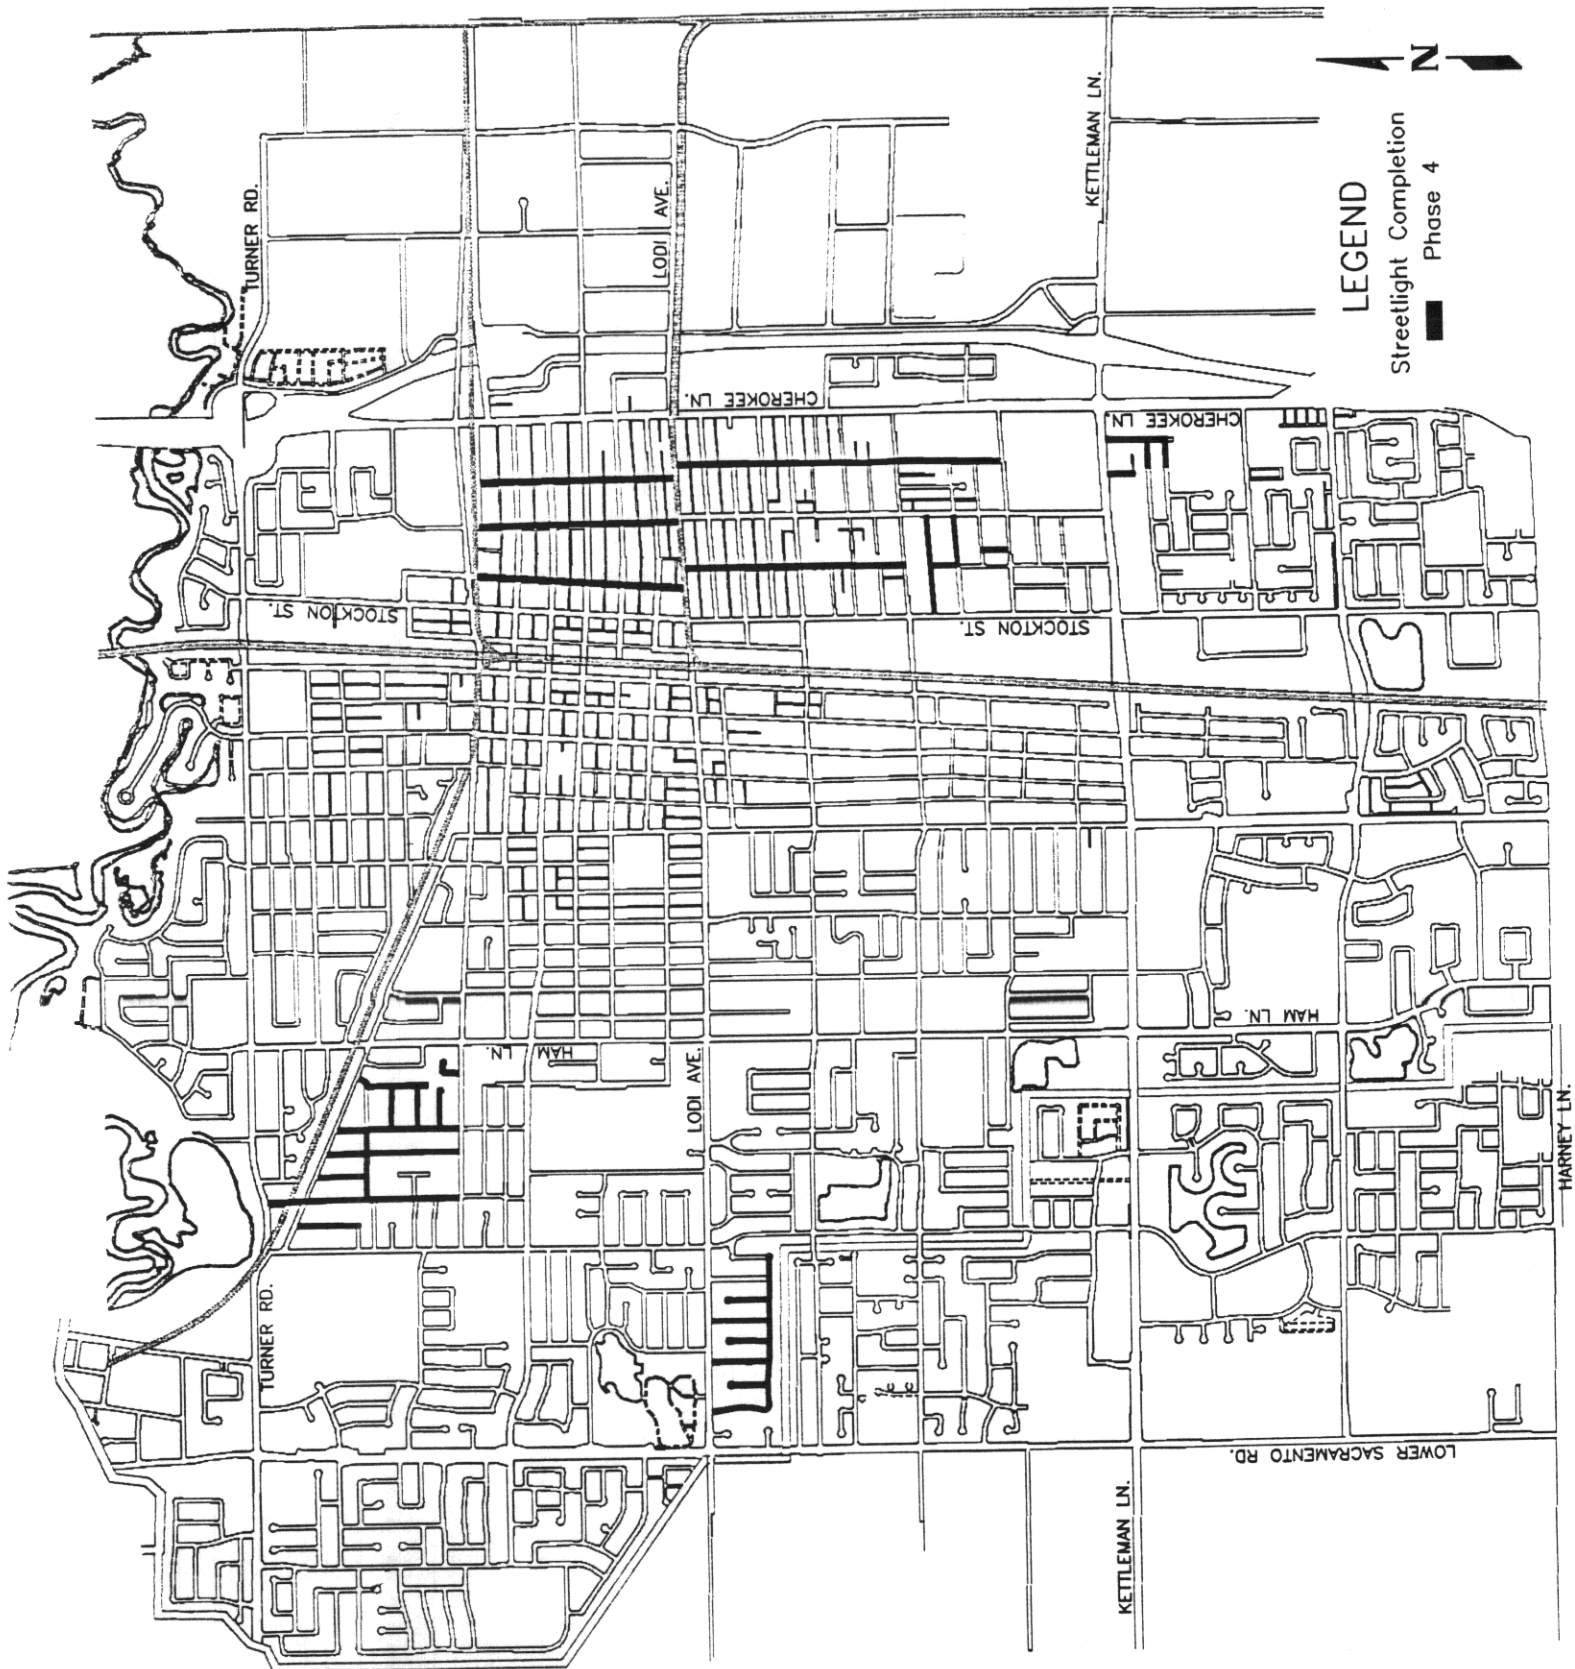 TURNER RD.
LODI AVE.
KETTLEMAN LN.
N
LEGEND
Streetlight Completion
Phase 4
CHEROKEE LN.
CHEROKEE LN.
STOCKTON ST.
STOCKTON ST.
HAM LN.
HAM LN.
LODI AVE.
HARNEY LN.
TURNER RD.
LOWER SACRAMENTO RD.
KETTLEMAN LN.